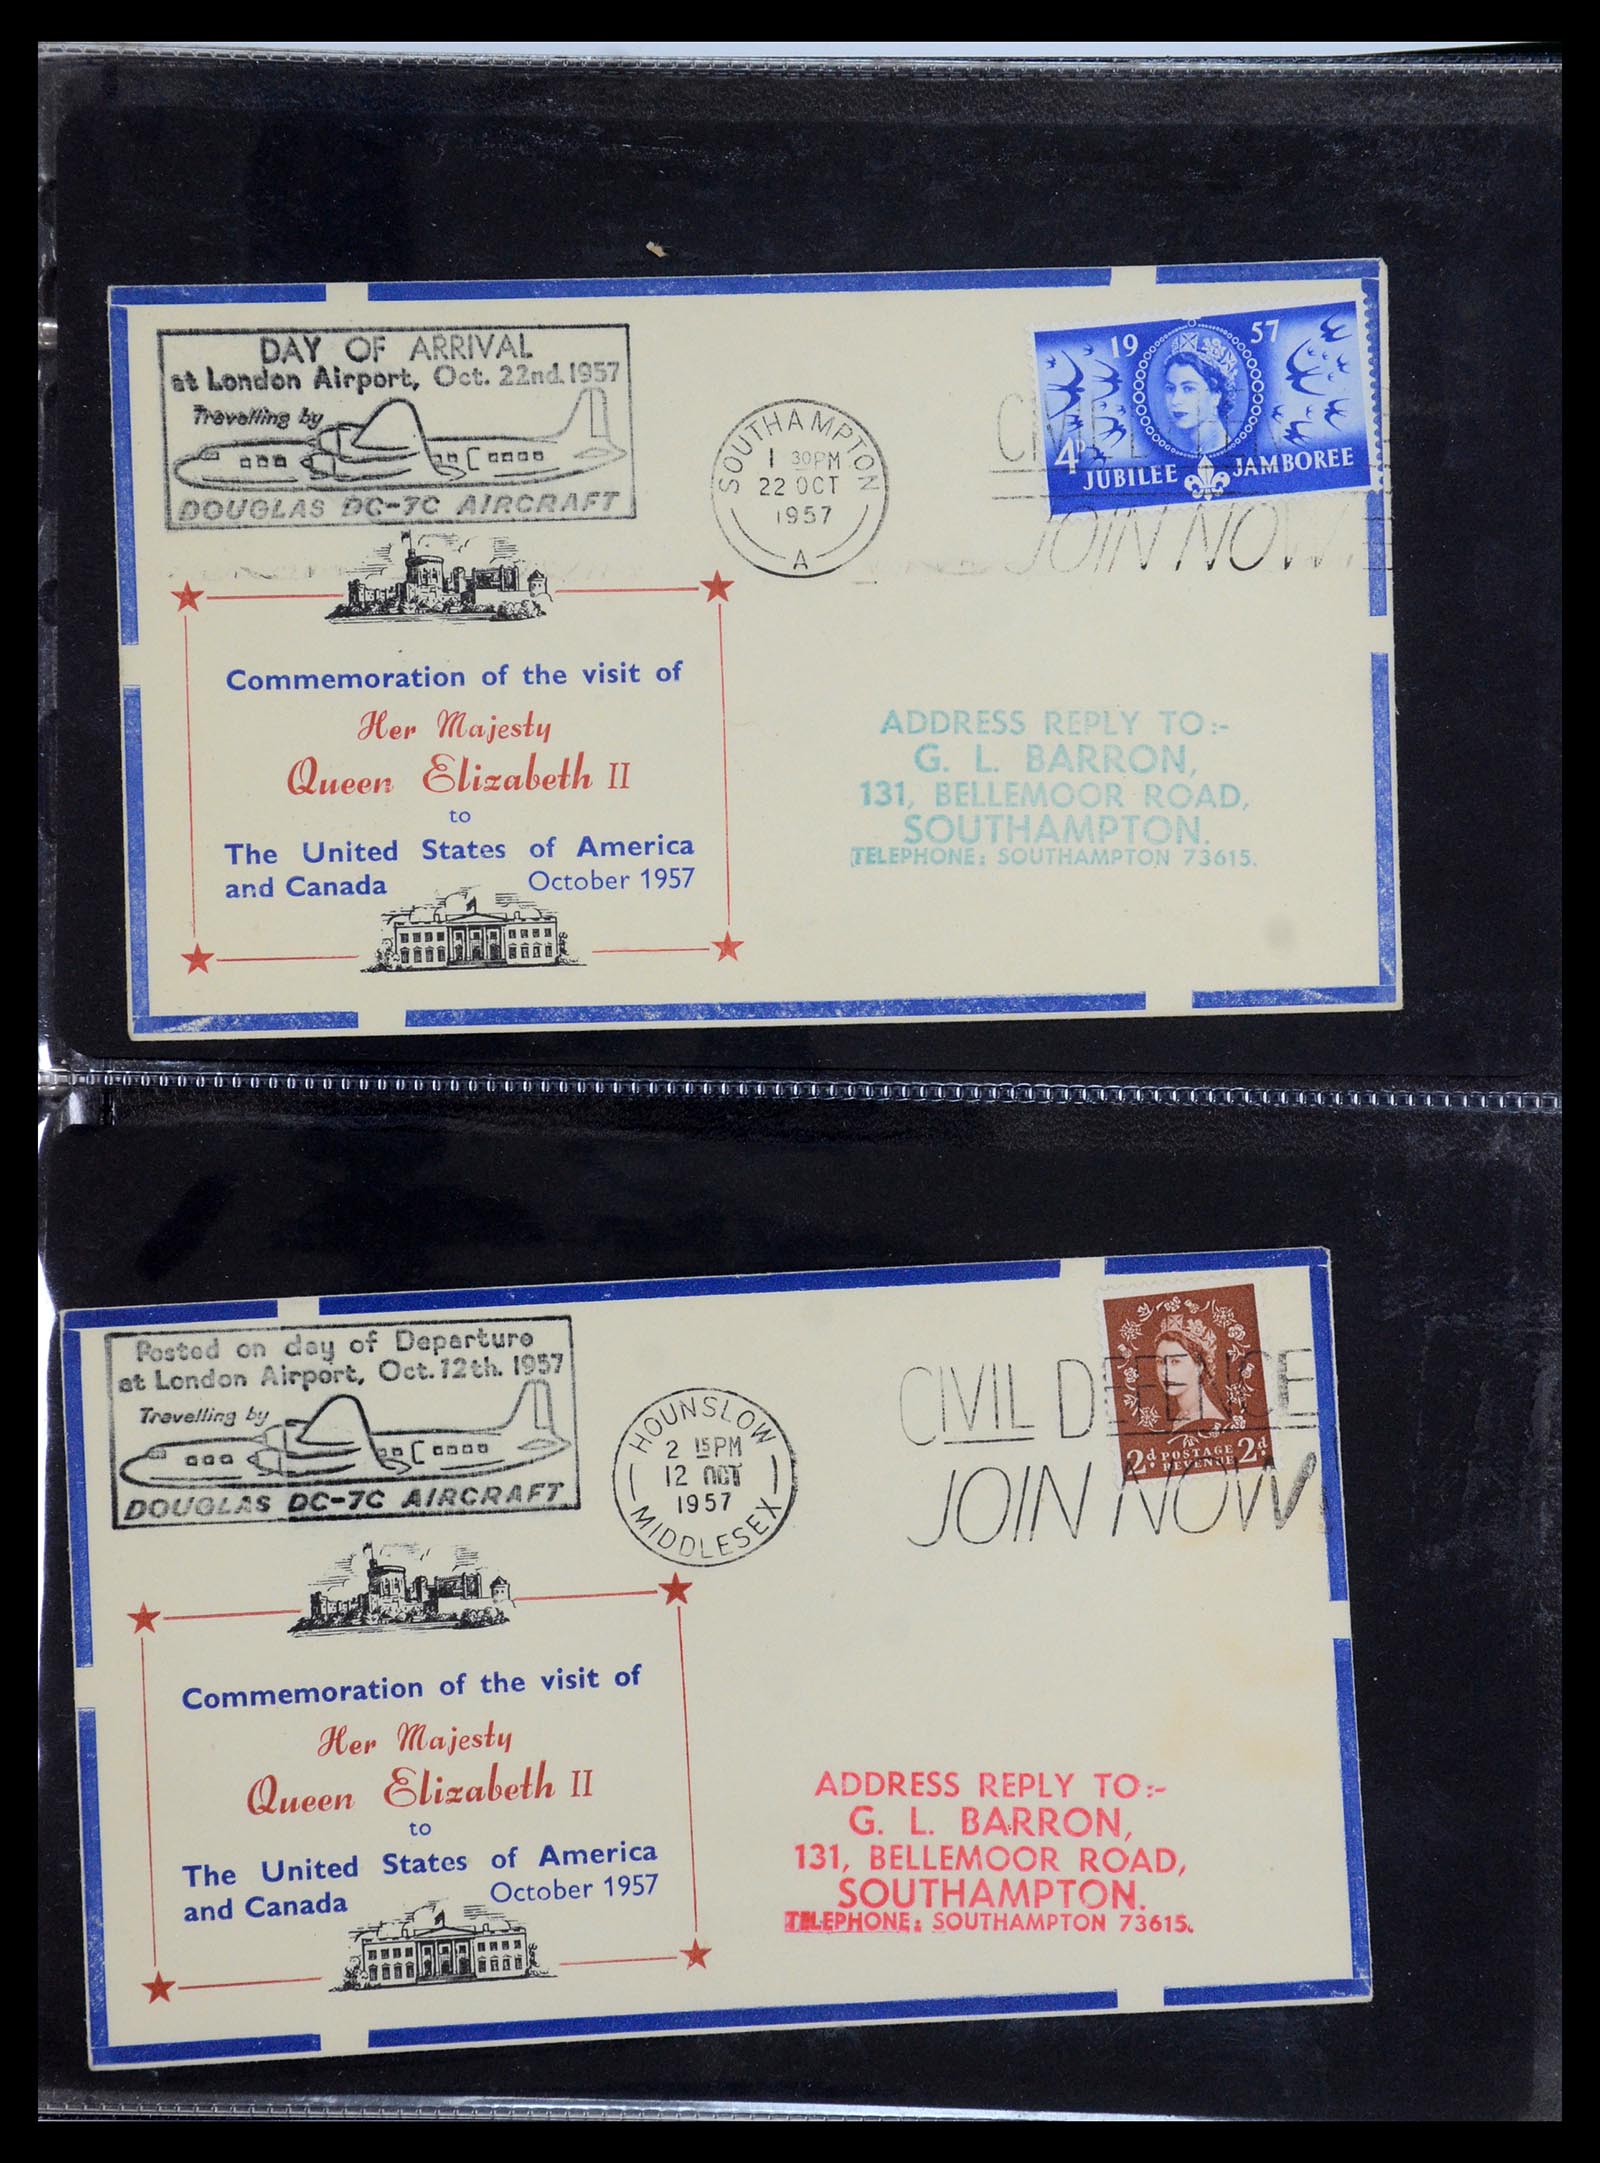 DAY OF ARRIVAL
at London Airport, Oct. 22nd. 1957
Travelling by
DOUGLAS DC-7C AIRCRAFT
SOUTHAMPTON
1 30PM
22 OCT
1957
A
19 57
4D
JUBILEE JAMBOREE
CIVIL
JOIN NOW
Commemoration of the visit of
Her Majesty
Queen Elizabeth II
to
The United States of America
and Canada October 1957
ADDRESS REPLY TO:-
G. L. BARRON,
131, BELLEMOOR ROAD,
SOUTHAMPTON.
TELEPHONE: SOUTHAMPTON 73615.
Posted on day of Departure
at London Airport, Oct. 12th. 1957
Travelling by
DOUGLAS DC-7C AIRCRAFT
HOUNSLOW
2 15PM
12 OCT
1957
MIDDLESEX
CIVIL DEFENCE
JOIN NOW
2d POSTAGE 2d
REVENUE
Commemoration of the visit of
Her Majesty
Queen Elizabeth II
to
The United States of America
and Canada October 1957
ADDRESS REPLY TO:-
G. L. BARRON,
131, BELLEMOOR ROAD,
SOUTHAMPTON.
TELEPHONE: SOUTHAMPTON 73615.